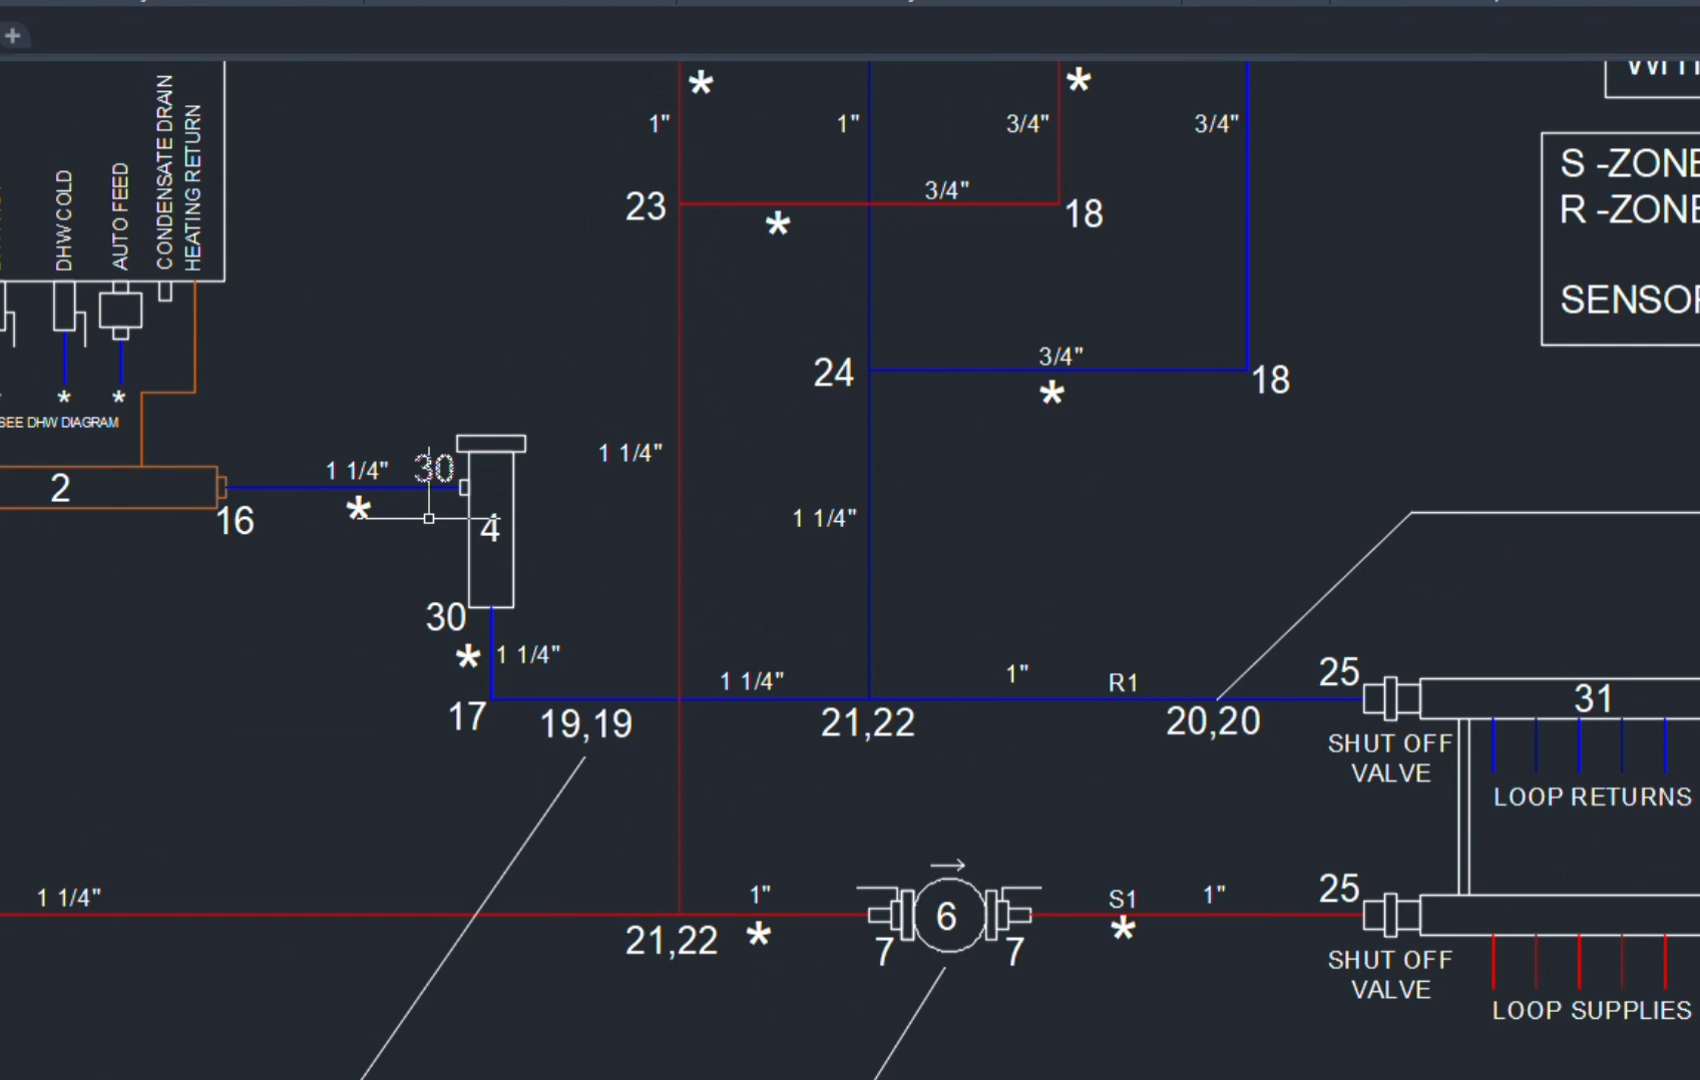 +
DHW COLD
AUTO FEED
CONDENSATE DRAIN
HEATING RETURN
* *
SEE DHW DIAGRAM
2
16
1 1/4"
*
30
4
30
*
1 1/4"
17
19,19
*
1"
1"
3/4"
*
3/4"
23
3/4"
*
18
24
3/4"
*
18
1 1/4"
1 1/4"
1 1/4"
21,22
1"
R1
20,20
25
31
SHUT OFF
VALVE
LOOP RETURNS
1 1/4"
21,22
1"
*
7
6
7
S1
*
1"
25
SHUT OFF
VALVE
LOOP SUPPLIES
S -ZONE
R -ZONE
SENSOR